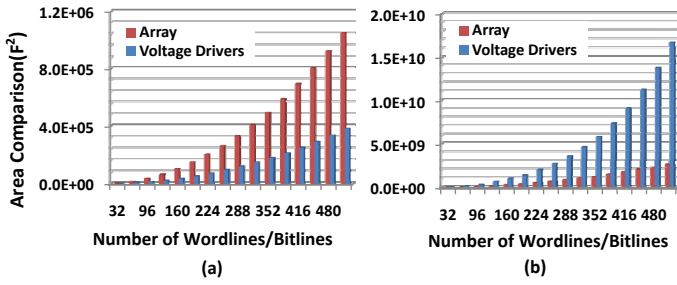 Area Comparison(F²)
1.2E+06
8.0E+05
4.0E+05
0.0E+00
Array
Voltage Drivers
32 96 160 224 288 352 416 480
Number of Wordlines/Bitlines
(a)
2.0E+10
1.5E+10
1.0E+10
5.0E+09
0.0E+00
Array
Voltage Drivers
32 96 160 224 288 352 416 480
Number of Wordlines/Bitlines
(b)